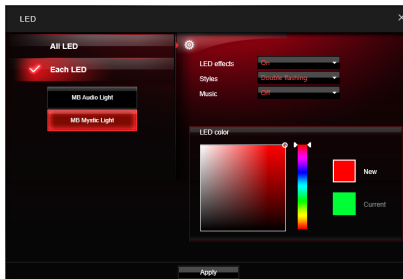 LED
All LED
Each LED
MB Audio Light
MB Mystic Light
LED effects
On
Styles
Double flashing
Music
Off
LED color
New
Current
Apply